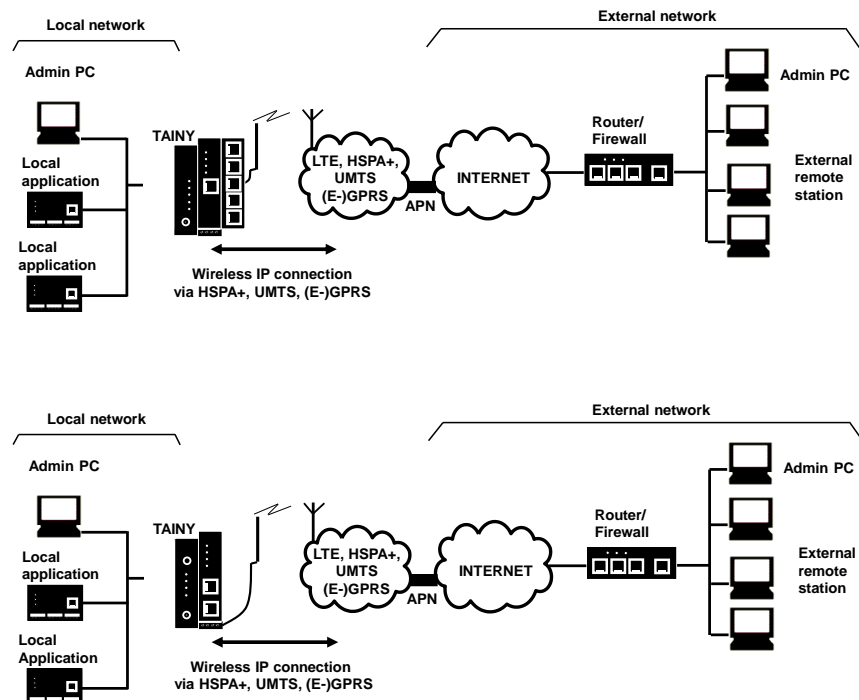 Local network
External network
Admin PC
Admin PC
TAINY
Router/
Firewall
Local
application
LTE, HSPA+,
UMTS
(E-)GPRS
INTERNET
External
remote
station
APN
Local
application
Wireless IP connection
via HSPA+, UMTS, (E-)GPRS
Local network
External network
Admin PC
Admin PC
TAINY
Router/
Firewall
Local
application
LTE, HSPA+,
UMTS
(E-)GPRS
INTERNET
External
remote
station
APN
Local
Application
Wireless IP connection
via HSPA+, UMTS, (E-)GPRS